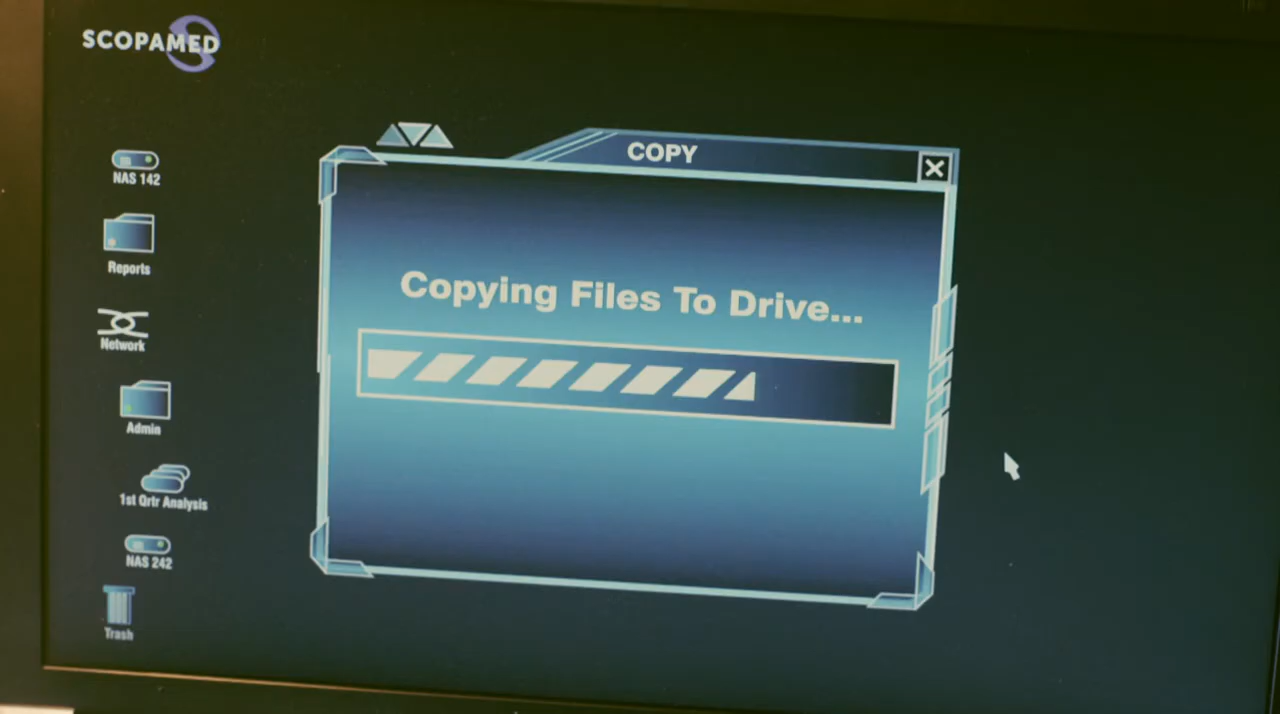 SCOPAMED
NAS 142
Reports
Network
Admin
1st Qrtr Analysis
NAS 242
Trash
COPY
Copying Files To Drive...